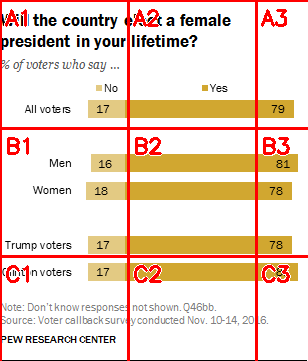 A1 A2 A3
Will the country elect a female
president in your lifetime?
% of voters who say ...
No Yes
All voters 17 79
B1 B2 B3
Men 16 81
Women 18 78
Trump voters 17 78
C1 C2 C3
Clinton voters 17
Note: Don't know responses not shown. Q46bb.
Source: Voter callback survey conducted Nov. 10-14, 2016.
PEW RESEARCH CENTER